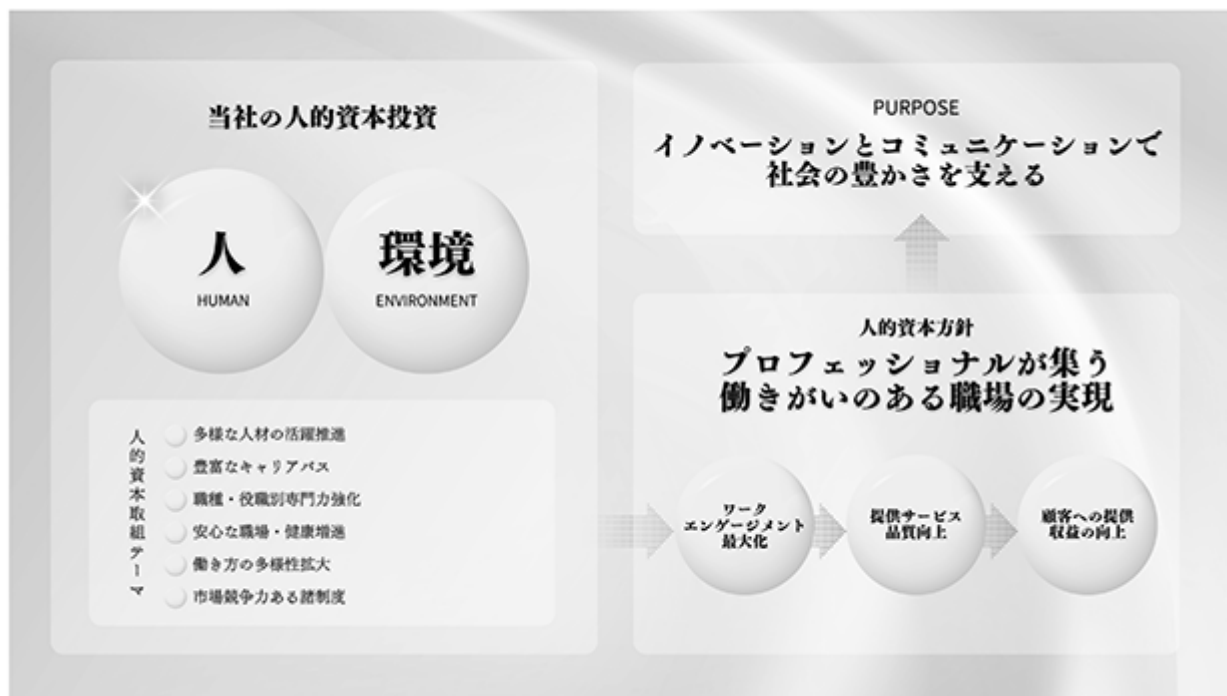 当社の人的資本投資
人
HUMAN
環境
ENVIRONMENT
人的資本取組テーマ
多様な人材の活躍推進
豊富なキャリアパス
職種・役職別専門力強化
安心な職場・健康増進
働き方の多様性拡大
市場競争力ある諸制度
PURPOSE
イノベーションとコミュニケーションで
社会の豊かさを支える
人的資本方針
プロフェッショナルが集う
働きがいのある職場の実現
ワーク
エンゲージメント
最大化
提供サービス
品質向上
顧客への提供
収益の向上